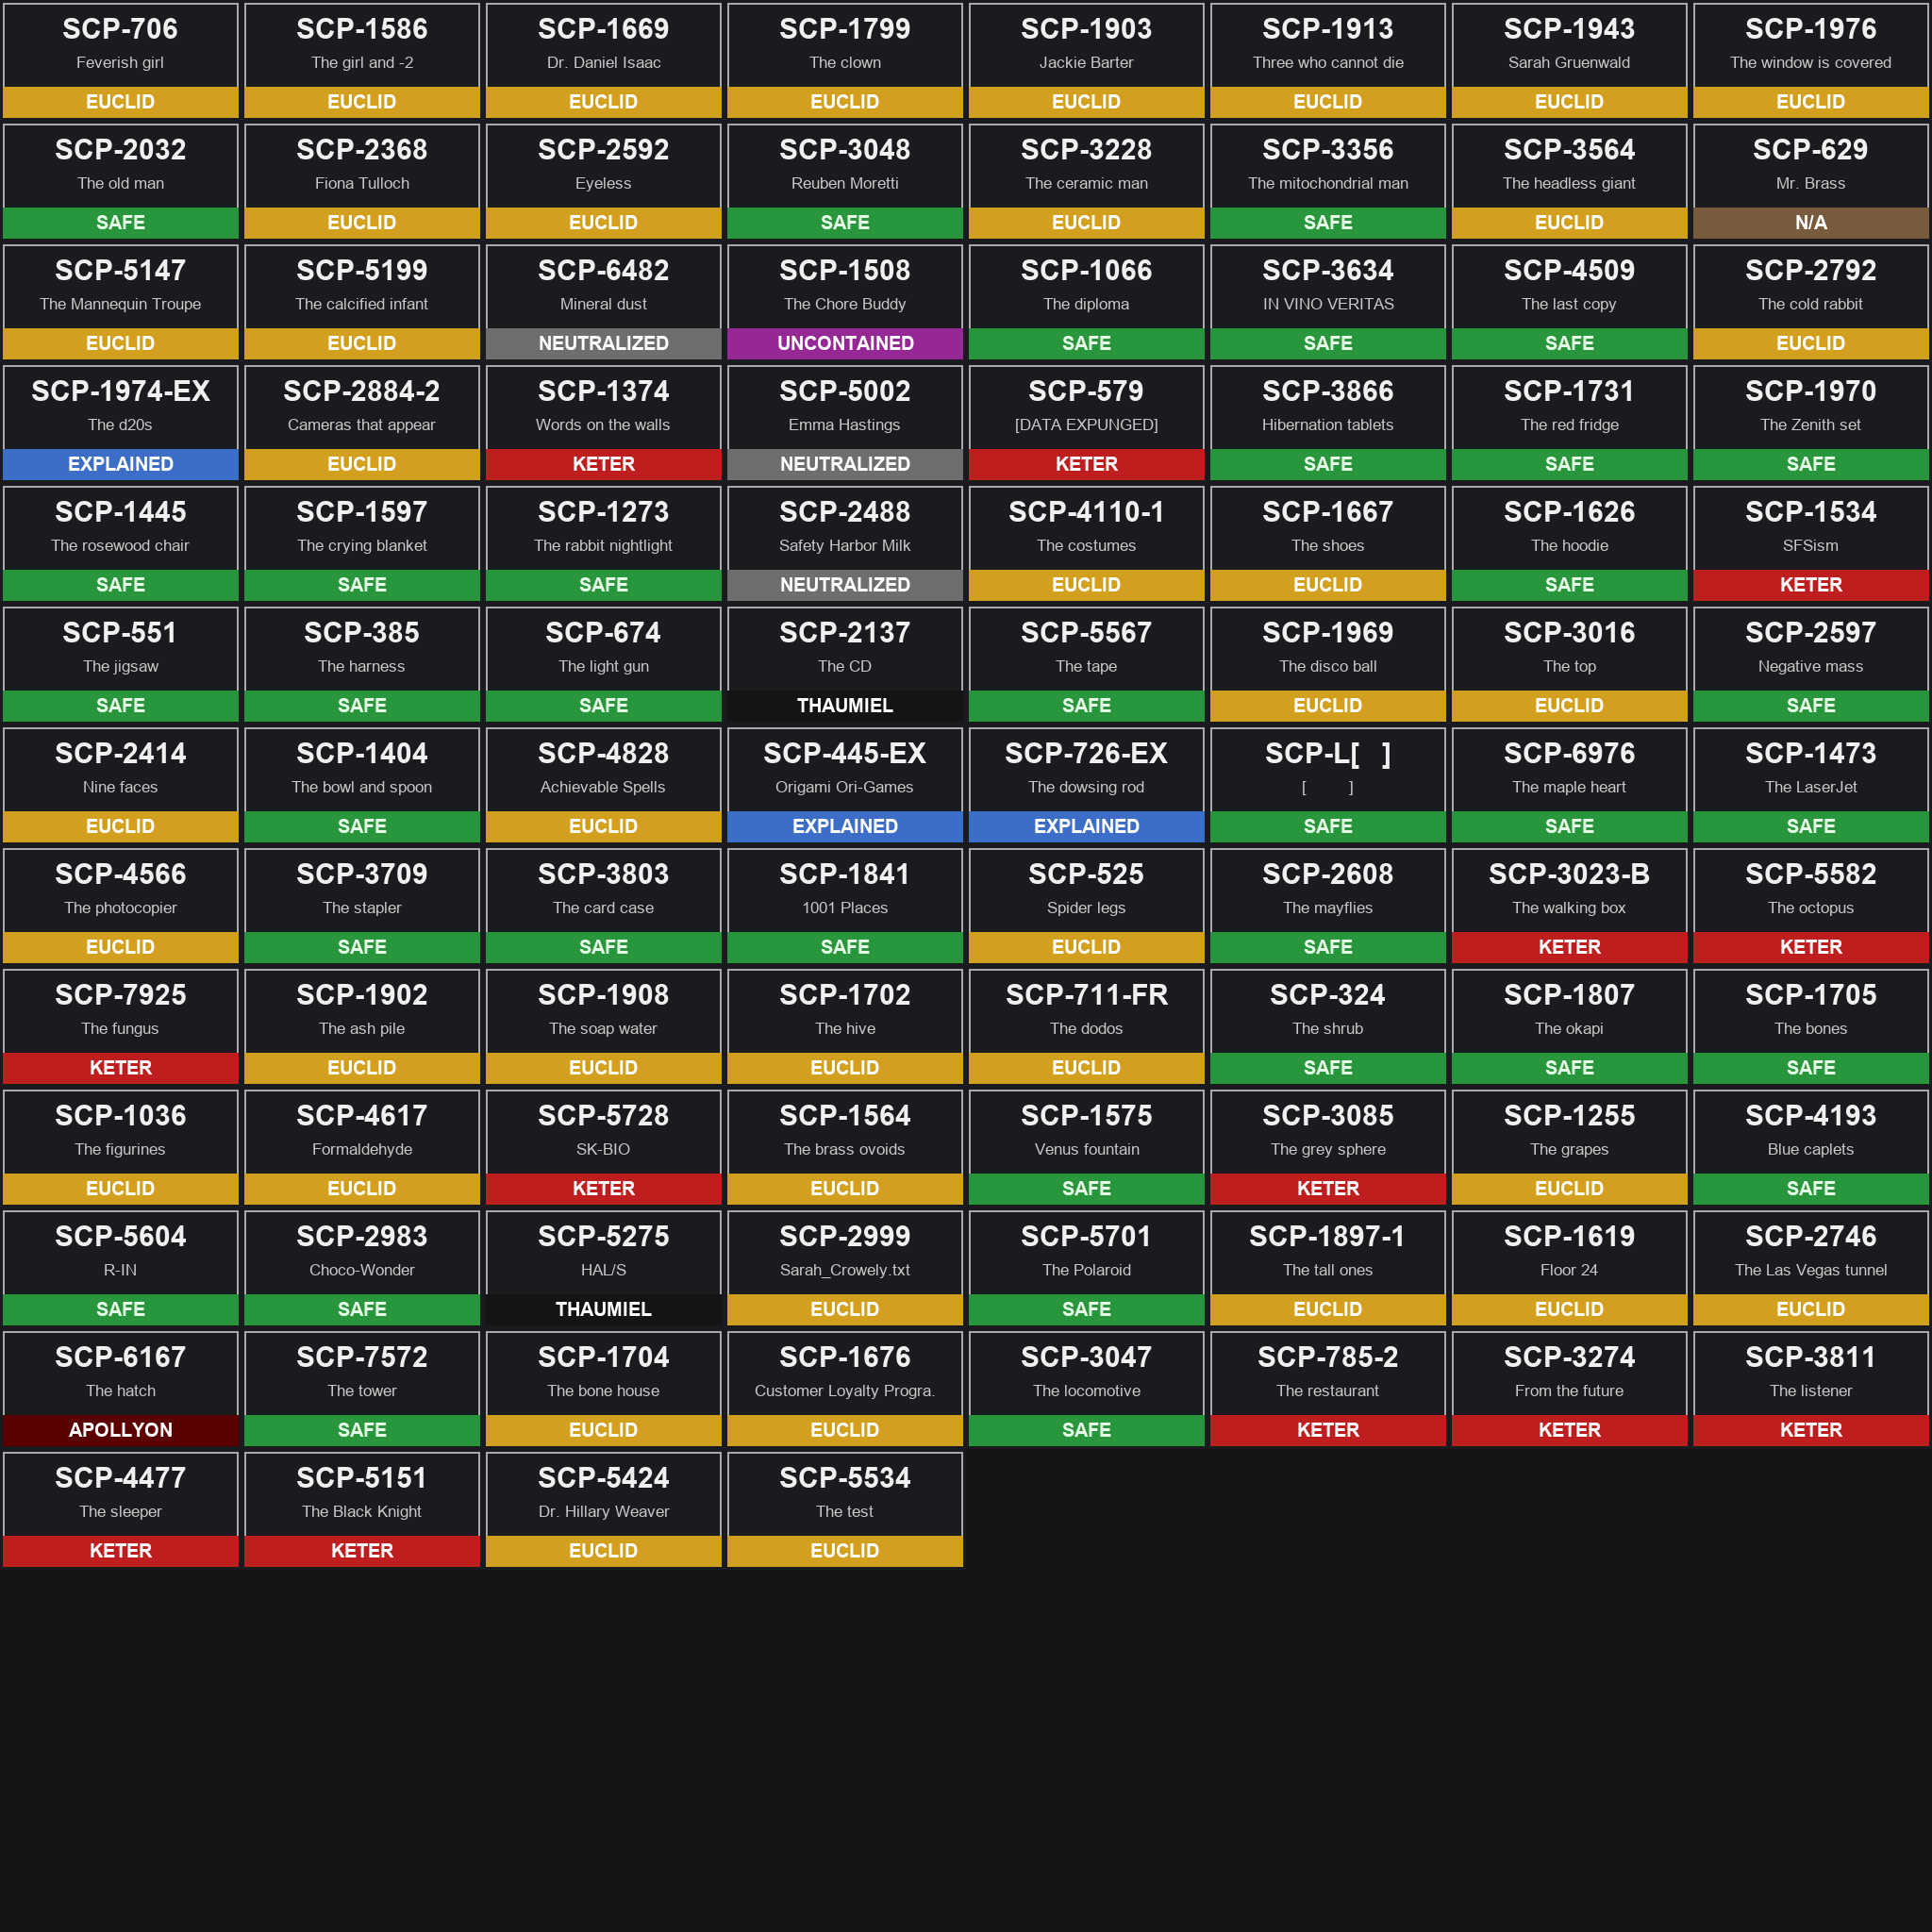 SCP-706
Feverish girl
EUCLID
SCP-1586
The girl and -2
EUCLID
SCP-1669
Dr. Daniel Isaac
EUCLID
SCP-1799
The clown
EUCLID
SCP-1903
Jackie Barter
EUCLID
SCP-1913
Three who cannot die
EUCLID
SCP-1943
Sarah Gruenwald
EUCLID
SCP-1976
The window is covered
EUCLID
SCP-2032
The old man
SAFE
SCP-2368
Fiona Tulloch
EUCLID
SCP-2592
Eyeless
EUCLID
SCP-3048
Reuben Moretti
SAFE
SCP-3228
The ceramic man
EUCLID
SCP-3356
The mitochondrial man
SAFE
SCP-3564
The headless giant
EUCLID
SCP-629
Mr. Brass
N/A
SCP-5147
The Mannequin Troupe
EUCLID
SCP-5199
The calcified infant
EUCLID
SCP-6482
Mineral dust
NEUTRALIZED
SCP-1508
The Chore Buddy
UNCONTAINED
SCP-1066
The diploma
SAFE
SCP-3634
IN VINO VERITAS
SAFE
SCP-4509
The last copy
SAFE
SCP-2792
The cold rabbit
EUCLID
SCP-1974-EX
The d20s
EXPLAINED
SCP-2884-2
Cameras that appear
EUCLID
SCP-1374
Words on the walls
KETER
SCP-5002
Emma Hastings
NEUTRALIZED
SCP-579
[DATA EXPUNGED]
KETER
SCP-3866
Hibernation tablets
SAFE
SCP-1731
The red fridge
SAFE
SCP-1970
The Zenith set
SAFE
SCP-1445
The rosewood chair
SAFE
SCP-1597
The crying blanket
SAFE
SCP-1273
The rabbit nightlight
SAFE
SCP-2488
Safety Harbor Milk
NEUTRALIZED
SCP-4110-1
The costumes
EUCLID
SCP-1667
The shoes
EUCLID
SCP-1626
The hoodie
SAFE
SCP-1534
SFSism
KETER
SCP-551
The jigsaw
SAFE
SCP-385
The harness
SAFE
SCP-674
The light gun
SAFE
SCP-2137
The CD
THAUMIEL
SCP-5567
The tape
SAFE
SCP-1969
The disco ball
EUCLID
SCP-3016
The top
EUCLID
SCP-2597
Negative mass
SAFE
SCP-2414
Nine faces
EUCLID
SCP-1404
The bowl and spoon
SAFE
SCP-4828
Achievable Spells
EUCLID
SCP-445-EX
Origami Ori-Games
EXPLAINED
SCP-726-EX
The dowsing rod
EXPLAINED
SCP-L[ ]
[ ]
SAFE
SCP-6976
The maple heart
SAFE
SCP-1473
The LaserJet
SAFE
SCP-4566
The photocopier
EUCLID
SCP-3709
The stapler
SAFE
SCP-3803
The card case
SAFE
SCP-1841
1001 Places
SAFE
SCP-525
Spider legs
EUCLID
SCP-2608
The mayflies
SAFE
SCP-3023-B
The walking box
KETER
SCP-5582
The octopus
KETER
SCP-7925
The fungus
KETER
SCP-1902
The ash pile
EUCLID
SCP-1908
The soap water
EUCLID
SCP-1702
The hive
EUCLID
SCP-711-FR
The dodos
EUCLID
SCP-324
The shrub
SAFE
SCP-1807
The okapi
SAFE
SCP-1705
The bones
SAFE
SCP-1036
The figurines
EUCLID
SCP-4617
Formaldehyde
EUCLID
SCP-5728
SK-BIO
KETER
SCP-1564
The brass ovoids
EUCLID
SCP-1575
Venus fountain
SAFE
SCP-3085
The grey sphere
KETER
SCP-1255
The grapes
EUCLID
SCP-4193
Blue caplets
SAFE
SCP-5604
R-IN
SAFE
SCP-2983
Choco-Wonder
SAFE
SCP-5275
HAL/S
THAUMIEL
SCP-2999
Sarah_Crowely.txt
EUCLID
SCP-5701
The Polaroid
SAFE
SCP-1897-1
The tall ones
EUCLID
SCP-1619
Floor 24
EUCLID
SCP-2746
The Las Vegas tunnel
EUCLID
SCP-6167
The hatch
APOLLYON
SCP-7572
The tower
SAFE
SCP-1704
The bone house
EUCLID
SCP-1676
Customer Loyalty Progra.
EUCLID
SCP-3047
The locomotive
SAFE
SCP-785-2
The restaurant
KETER
SCP-3274
From the future
KETER
SCP-3811
The listener
KETER
SCP-4477
The sleeper
KETER
SCP-5151
The Black Knight
KETER
SCP-5424
Dr. Hillary Weaver
EUCLID
SCP-5534
The test
EUCLID